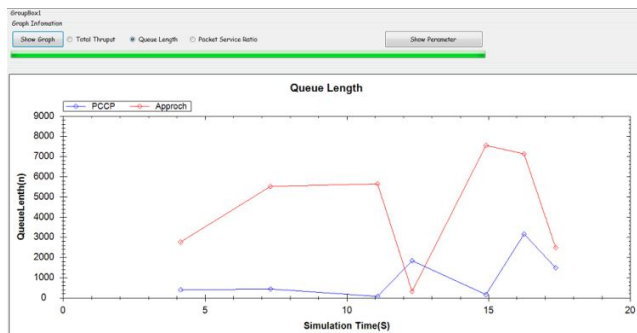 GroupBox1
Graph Infomation
Show Graph Total Thruput Queue Length Packet Service Ratio Show Perameter
Queue Length
PCCP Approch
9000
8000
7000
6000
5000
4000
3000
2000
1000
0
QueueLenth(n)
0 5 10 15 20
Simulation Time(S)